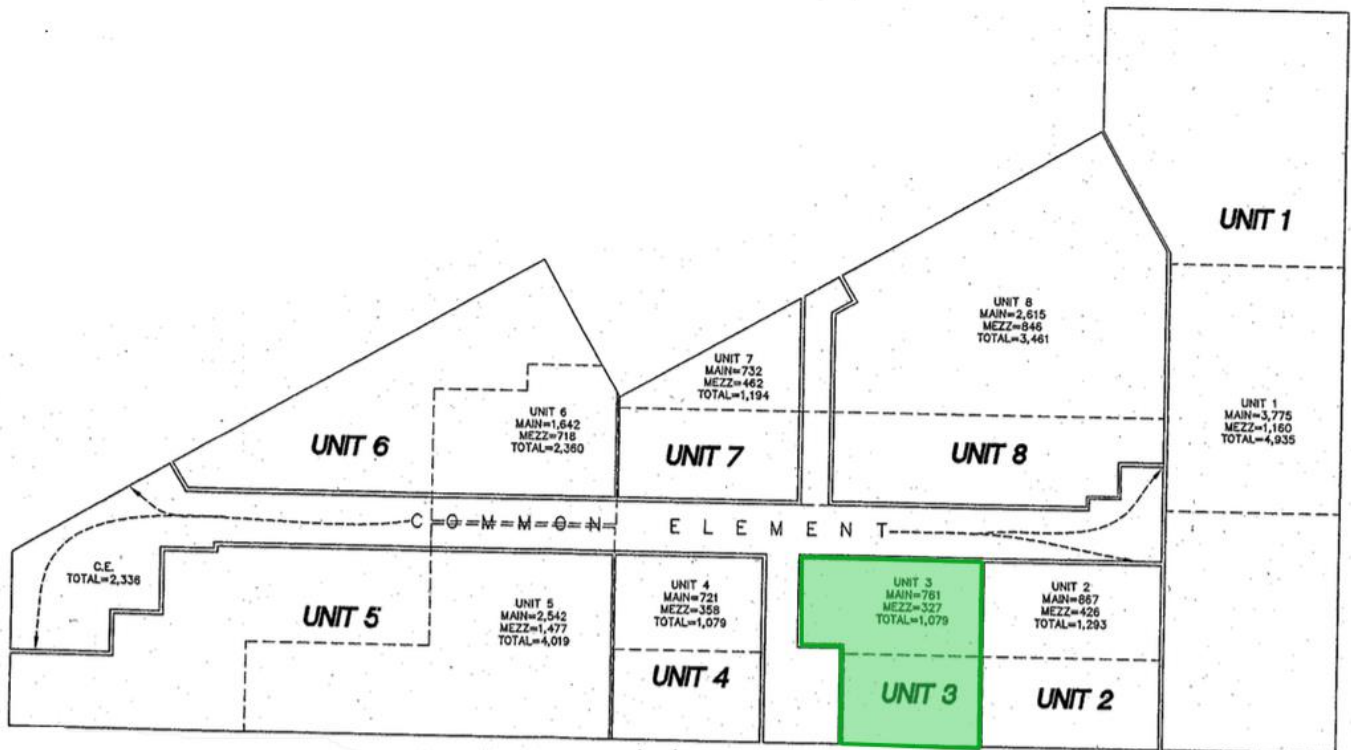 UNIT 1
UNIT 8
MAIN=2,615
MEZZ=846
TOTAL=3,461
UNIT 7
MAIN=732
MEZZ=462
TOTAL=1,194
UNIT 1
MAIN=3,775
MEZZ=1,160
TOTAL=4,935
UNIT 6
MAIN=1,642
MEZZ=718
TOTAL=2,360
UNIT 6
UNIT 7
UNIT 8
COMMON ELEMENT
C.E.
TOTAL=2,336
UNIT 5
UNIT 5
MAIN=2,542
MEZZ=1,477
TOTAL=4,019
UNIT 4
MAIN=721
MEZZ=358
TOTAL=1,079
UNIT 3
MAIN=761
MEZZ=327
TOTAL=1,079
UNIT 2
MAIN=867
MEZZ=426
TOTAL=1,293
UNIT 4
UNIT 3
UNIT 2